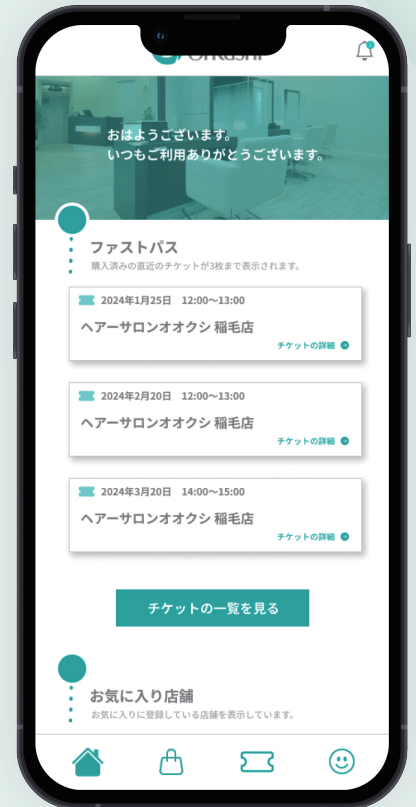 おはようございます。
いつもご利用ありがとうございます。
ファストパス
購入済みの直近のチケットが3枚まで表示されます。
2024年1月25日 12:00〜13:00
ヘアーサロンオオクシ 稲毛店
チケットの詳細
2024年2月20日 12:00〜13:00
ヘアーサロンオオクシ 稲毛店
チケットの詳細
2024年3月20日 14:00〜15:00
ヘアーサロンオオクシ 稲毛店
チケットの詳細
チケットの一覧を見る
お気に入り店舗
お気に入りに登録している店舗を表示しています。